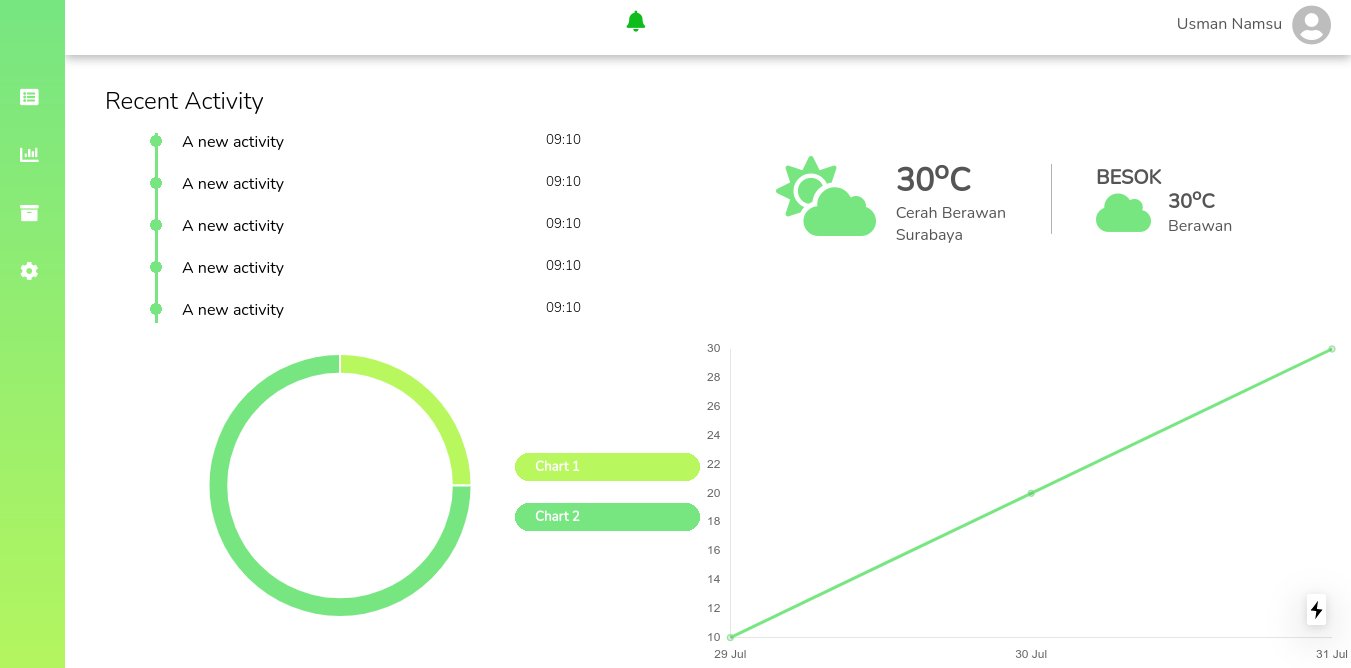 Usman Namsu
Recent Activity
A new activity 09:10
A new activity 09:10
A new activity 09:10
A new activity 09:10
A new activity 09:10
30°C
Cerah Berawan
Surabaya
BESOK
30°C
Berawan
Chart 1
Chart 2
30
28
26
24
22
20
18
16
14
12
10
29 Jul 30 Jul 31 Jul